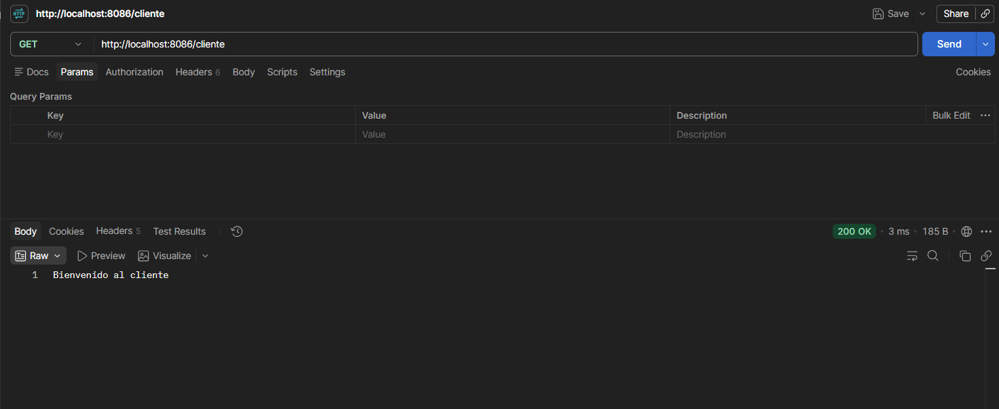 HTTP http://localhost:8086/cliente Save Share
GET http://localhost:8086/cliente Send
Docs Params Authorization Headers 6 Body Scripts Settings Cookies
Query Params
Key Value Description Bulk Edit
Key Value Description
Body Cookies Headers 5 Test Results 200 OK • 3 ms • 185 B •
Raw Preview Visualize
1 Bienvenido al cliente